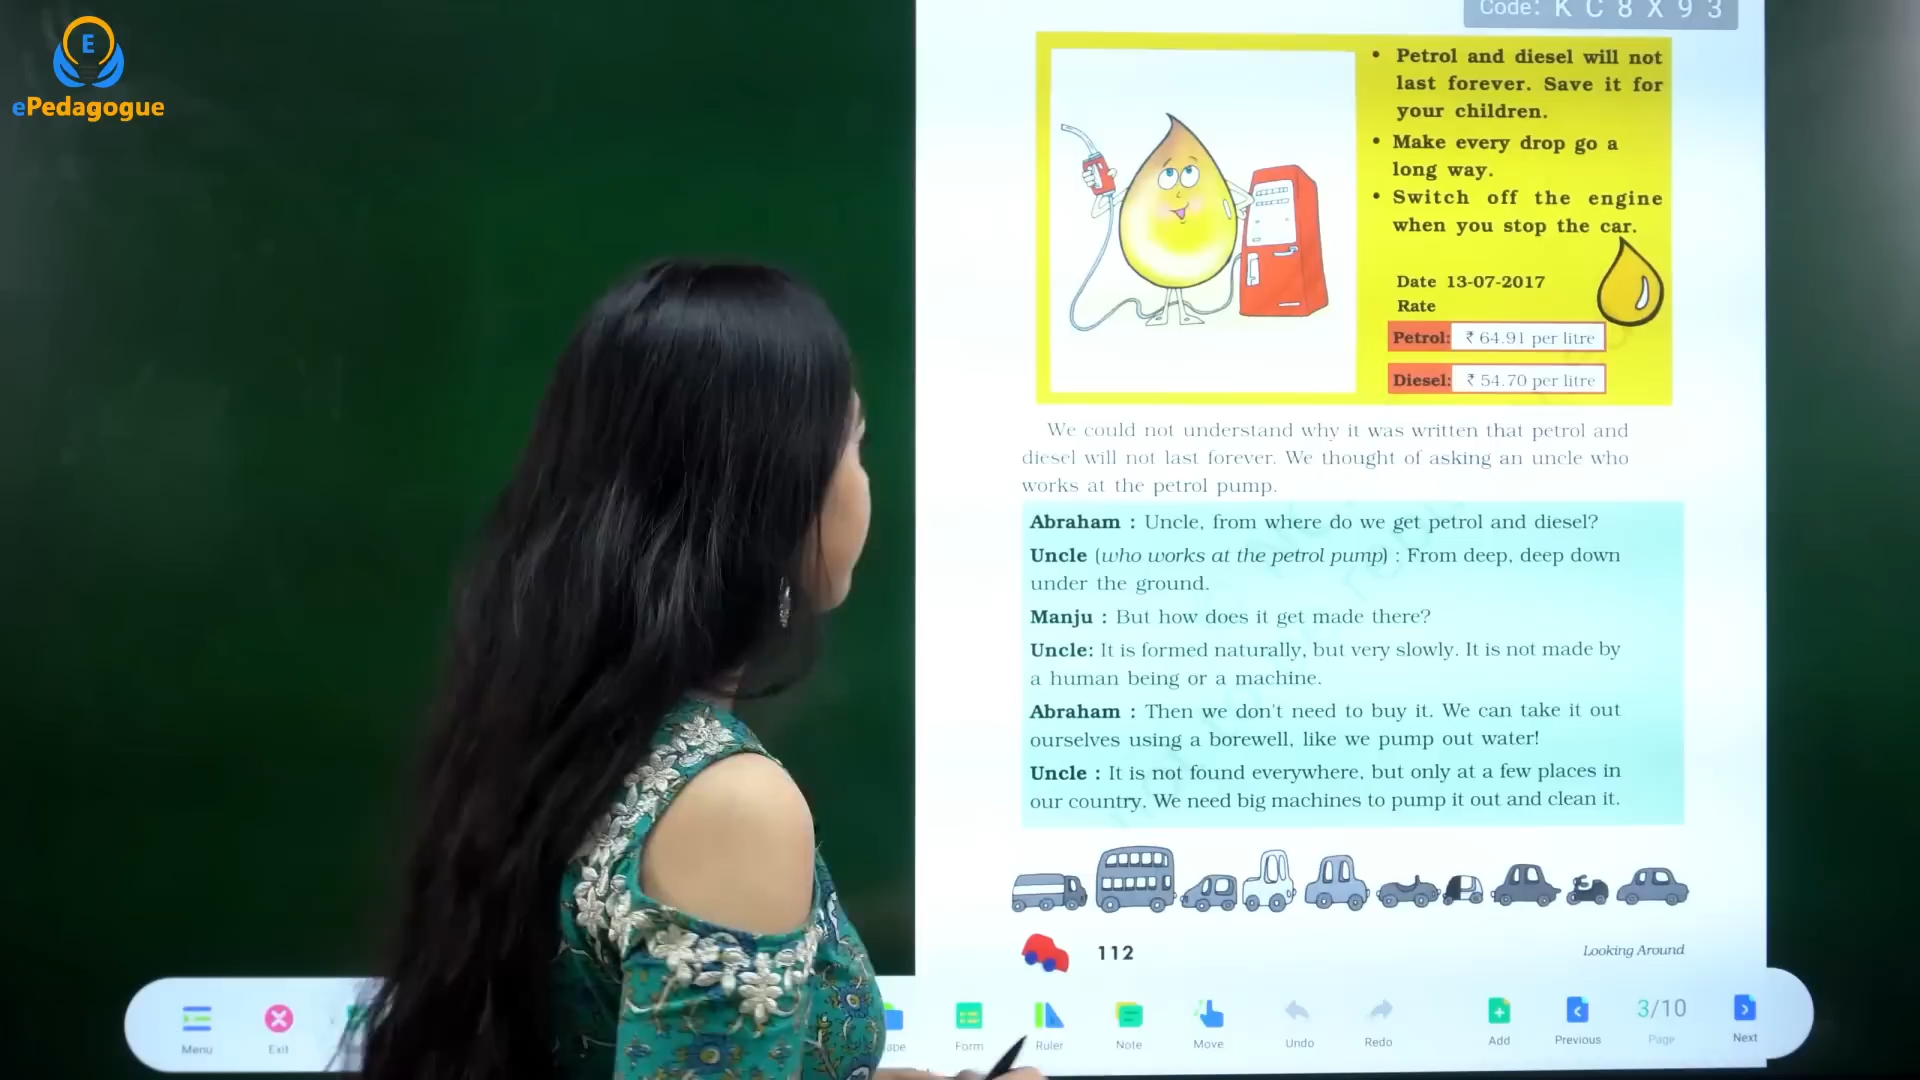 E
ePedagogue
Code: K C 8 X 9 3
• Petrol and diesel will not
last forever. Save it for
your children.
• Make every drop go a
long way.
• Switch off the engine
when you stop the car.
Date 13-07-2017
Rate
Petrol: ₹ 64.91 per litre
Diesel: ₹ 54.70 per litre
We could not understand why it was written that petrol and
diesel will not last forever. We thought of asking an uncle who
works at the petrol pump.
Abraham : Uncle, from where do we get petrol and diesel?
Uncle (who works at the petrol pump) : From deep, deep down
under the ground.
Manju : But how does it get made there?
Uncle: It is formed naturally, but very slowly. It is not made by
a human being or a machine.
Abraham : Then we don't need to buy it. We can take it out
ourselves using a borewell, like we pump out water!
Uncle : It is not found everywhere, but only at a few places in
our country. We need big machines to pump it out and clean it.
112
Looking Around
Menu Exit Form Ruler Note Move Undo Redo Add Previous 3/10 Page Next